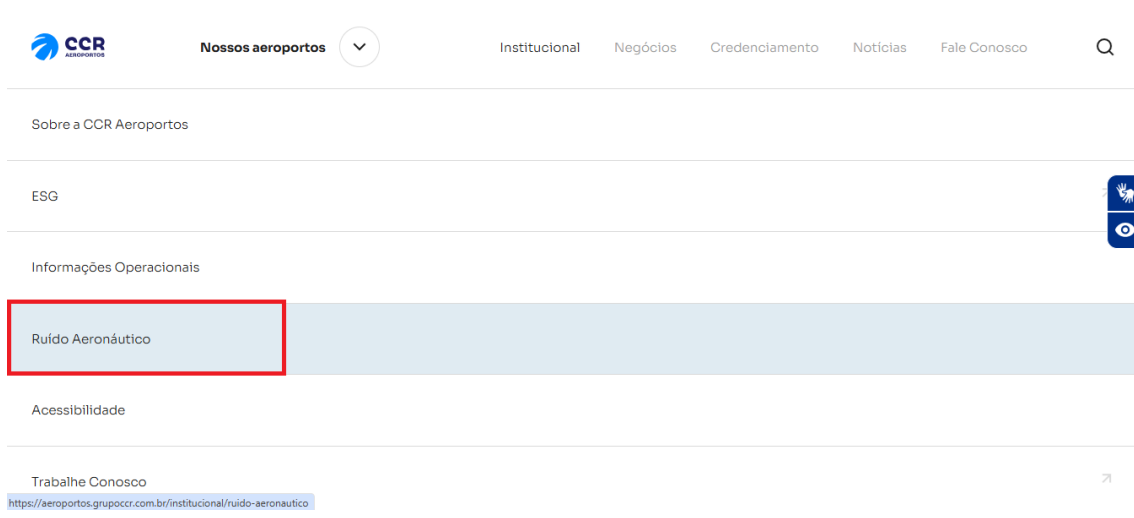 CCR
AEROPORTOS
Nossos aeroportos
Institucional Negócios Credenciamento Notícias Fale Conosco
Sobre a CCR Aeroportos
ESG
Informações Operacionais
Ruído Aeronáutico
Acessibilidade
Trabalhe Conosco
https://aeroportos.grupoccr.com.br/institucional/ruido-aeronautico